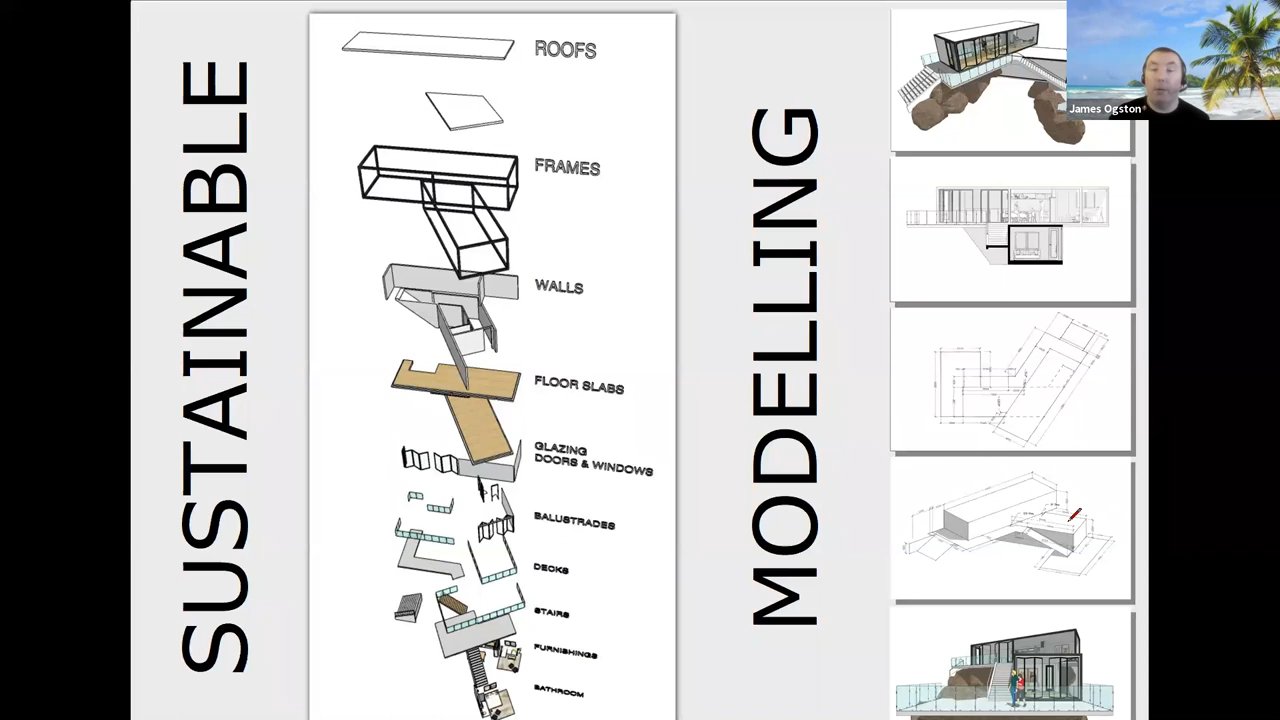 SUSTAINABLE
ROOFS
FRAMES
WALLS
FLOOR SLABS
GLAZING
DOORS & WINDOWS
BALUSTRADES
DECKS
STAIRS
FURNISHINGS
BATHROOM
MODELLING
James Ogston